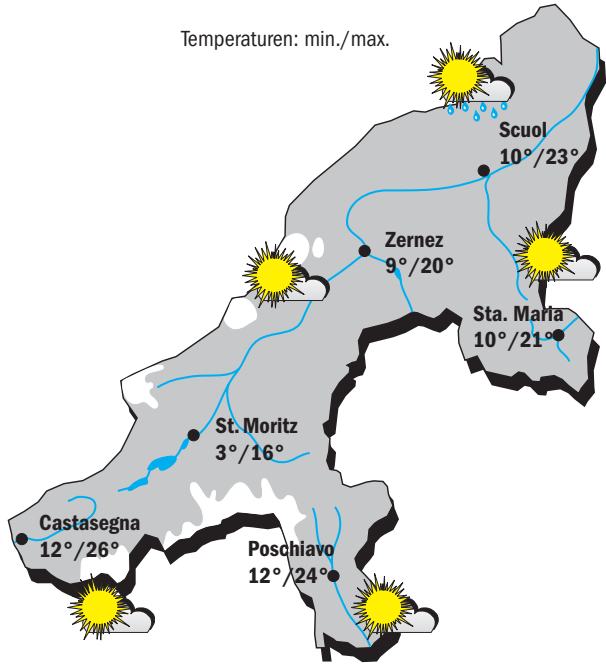 Temperaturen: min./max.
Scuol
10°/23°
Zernez
9°/20°
Sta. Maria
10°/21°
St. Moritz
3°/16°
Castasegna
12°/26°
Poschiavo
12°/24°